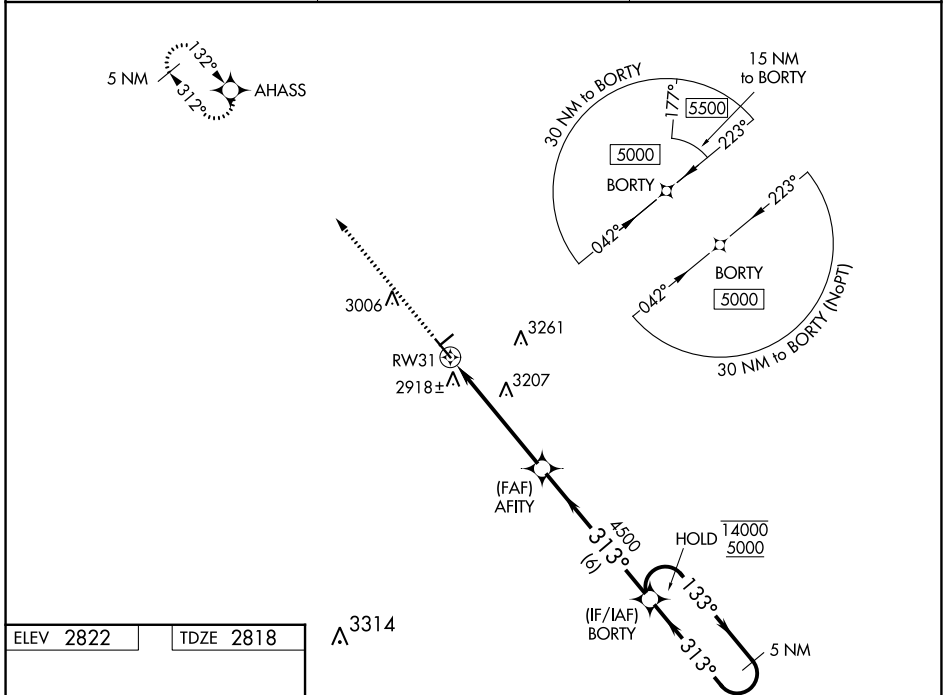 132°
5 NM
312°
AHASS
30 NM to BORTY
177°
5500
15 NM
to BORTY
5000
223°
BORTY
042°
223°
042°
BORTY
5000
30 NM to BORTY (NoPT)
3006
3261
RW31
2918±
3207
(FAF)
AFITY
4500
313°
(6)
HOLD
14000
5000
133°
(IF/IAF)
BORTY
313°
5 NM
ELEV 2822
TDZE 2818
3314